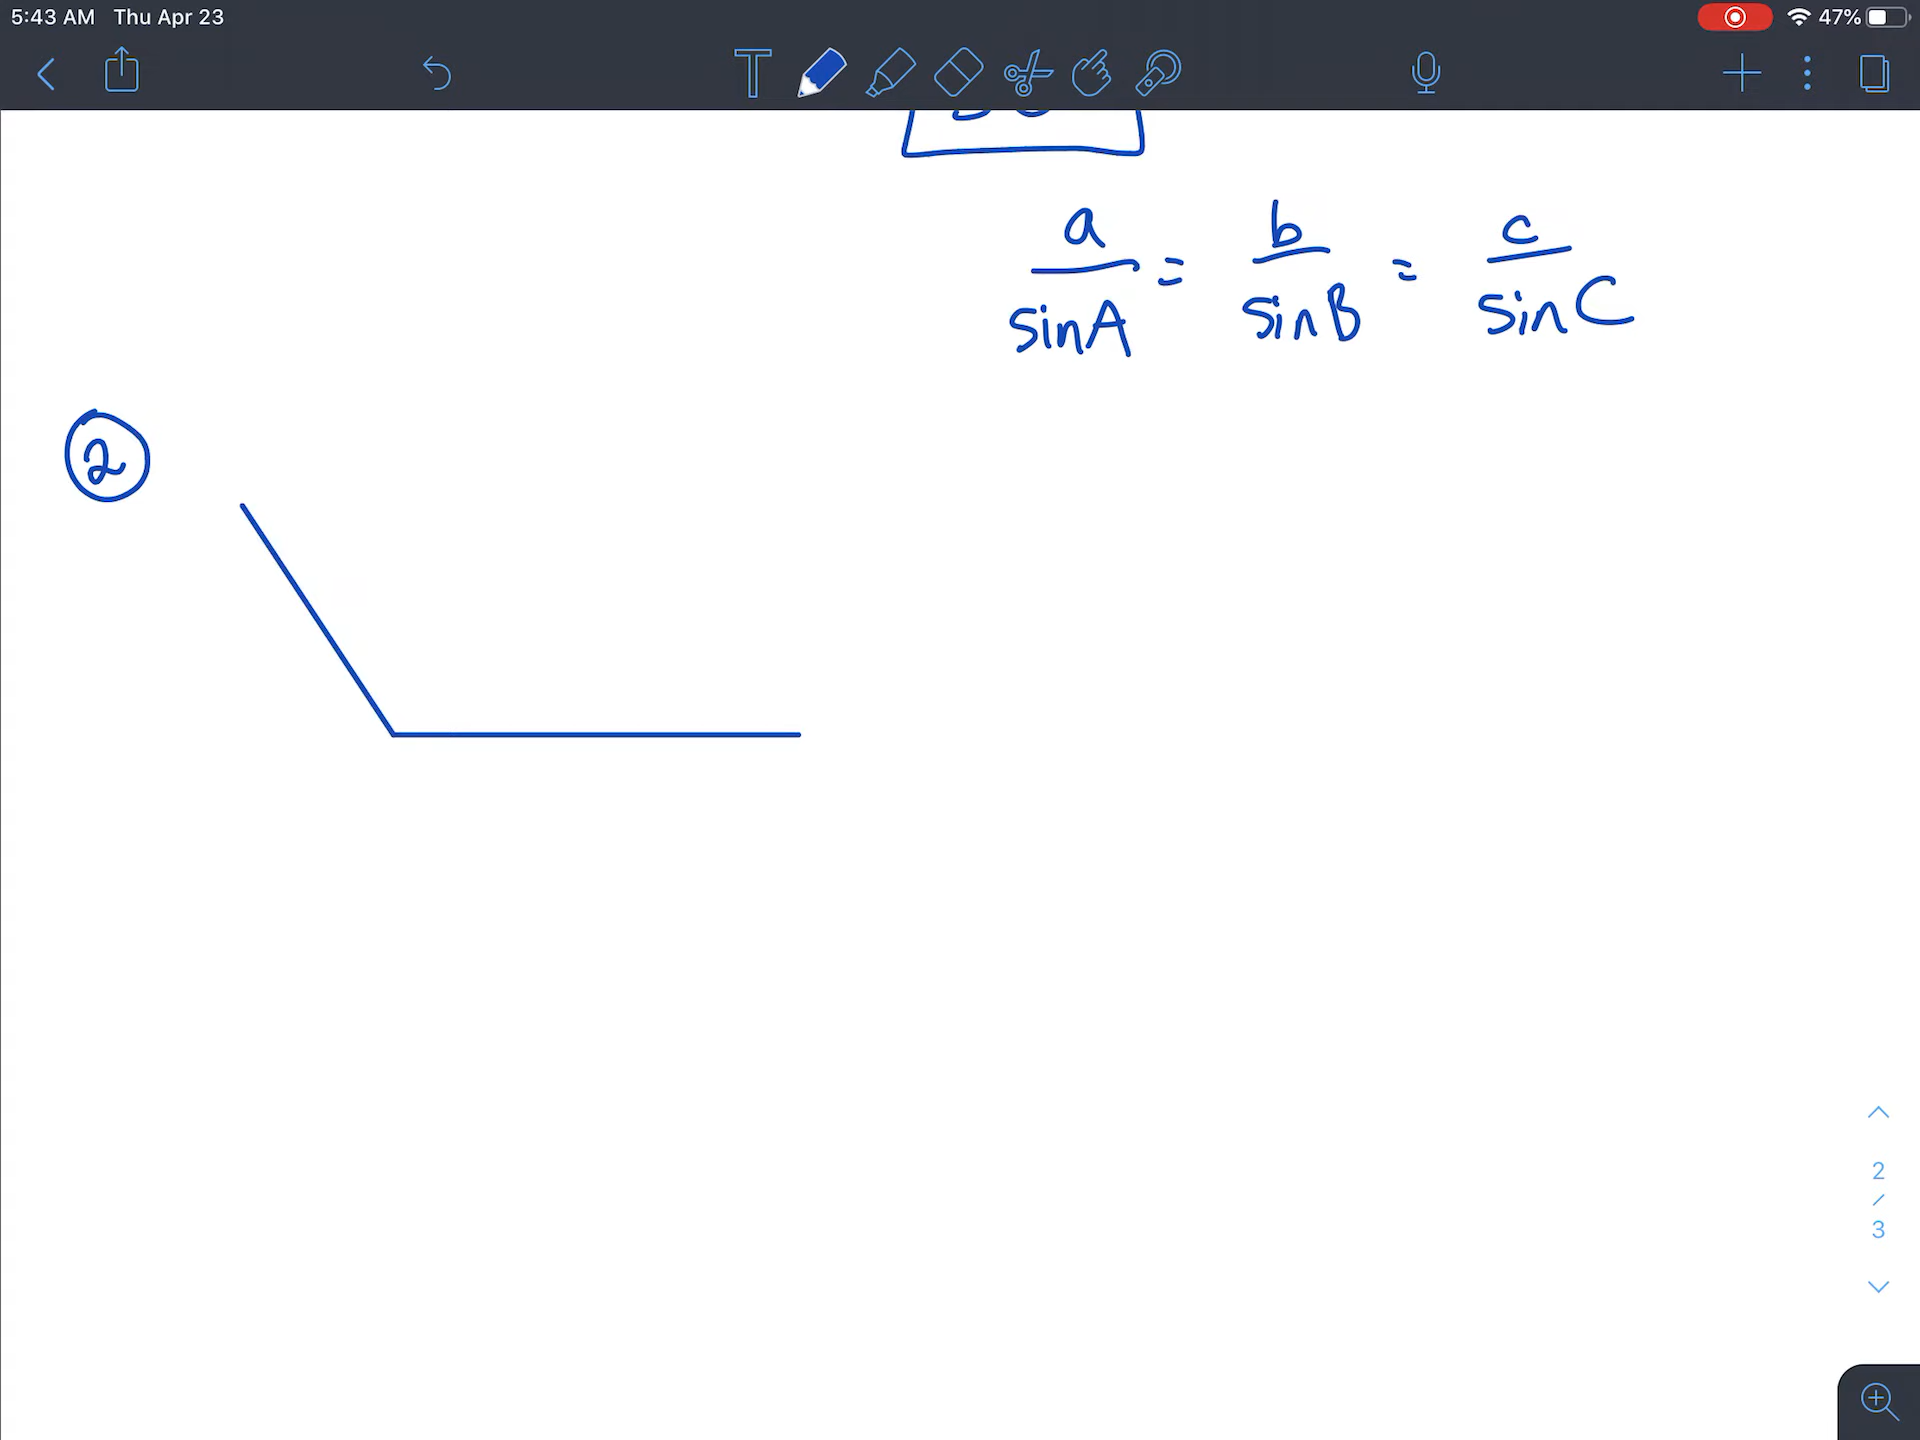 5:43 AM Thu Apr 23
47%
T
a/sinA = b/sinB = c/sinC
2
2
/
3